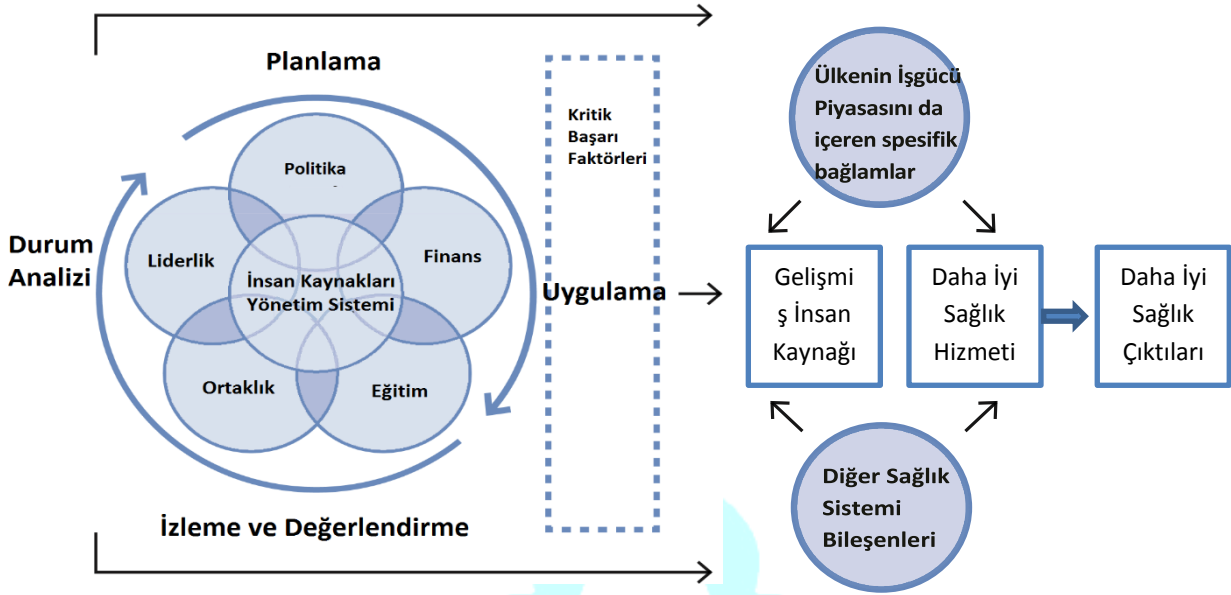 Planlama
Durum
Analizi
Politika
Liderlik
Finans
İnsan Kaynakları
Yönetim Sistemi
Ortaklık
Eğitim
İzleme ve Değerlendirme
Kritik
Başarı
Faktörleri
Uygulama
Ülkenin İşgücü
Piyasasını da
içeren spesifik
bağlamlar
Gelişmi
ş İnsan
Kaynağı
Daha İyi
Sağlık
Hizmeti
Daha İyi
Sağlık
Çıktıları
Diğer Sağlık
Sistemi
Bileşenleri